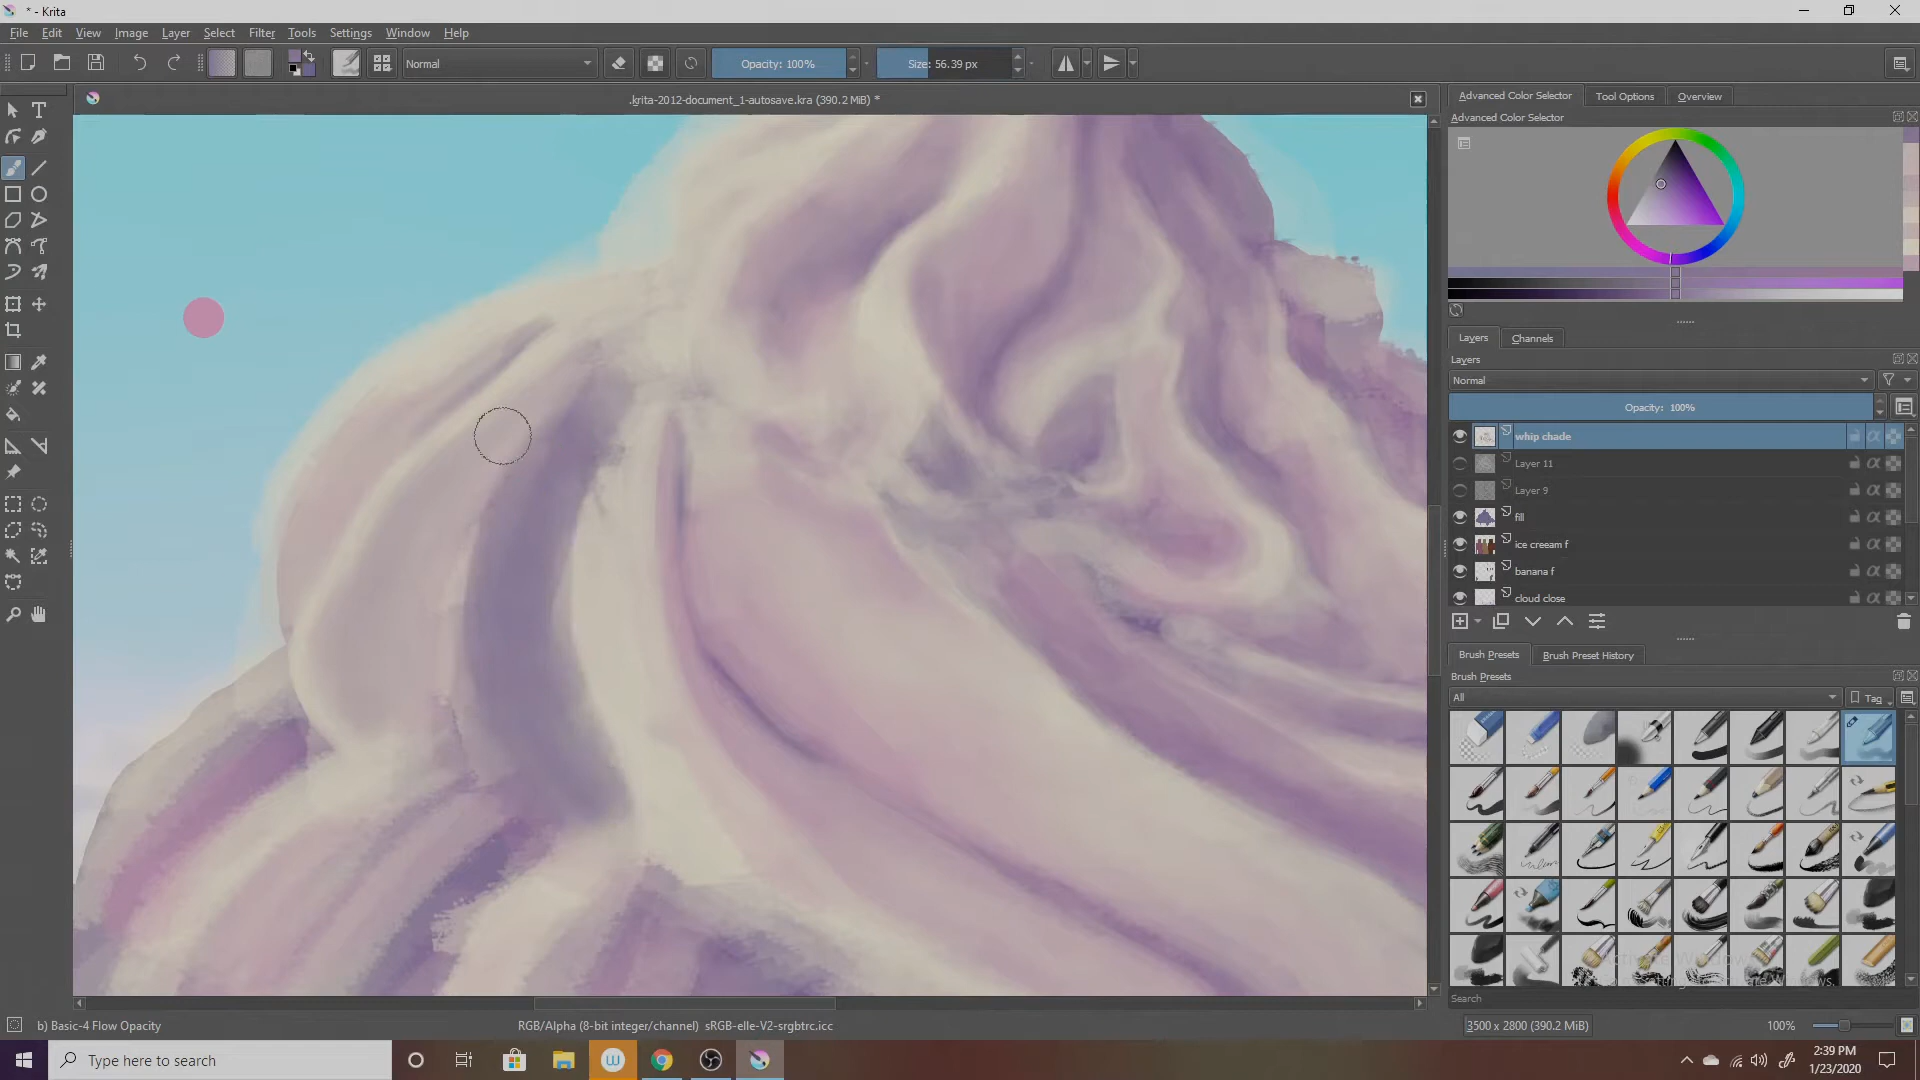 * - Krita
File Edit View Image Layer Select Filter Tools Settings Window Help
Normal Opacity: 100% Size: 56.39 px
.krita-2012-document_1-autosave.kra (390.2 MiB) *
Advanced Color Selector Tool Options Overview
Advanced Color Selector
Layers Channels
Layers
Normal
Opacity: 100%
whip chade
Layer 11
Layer 9
fill
ice creeam f
banana f
cloud close
Brush Presets Brush Preset History
Brush Presets
All Tag
Activate Windows
Search
b) Basic-4 Flow Opacity RGB/Alpha (8-bit integer/channel) sRGB-elle-V2-srgbtrc.icc 3500 x 2800 (390.2 MiB) 100%
Type here to search
2:39 PM
1/23/2020